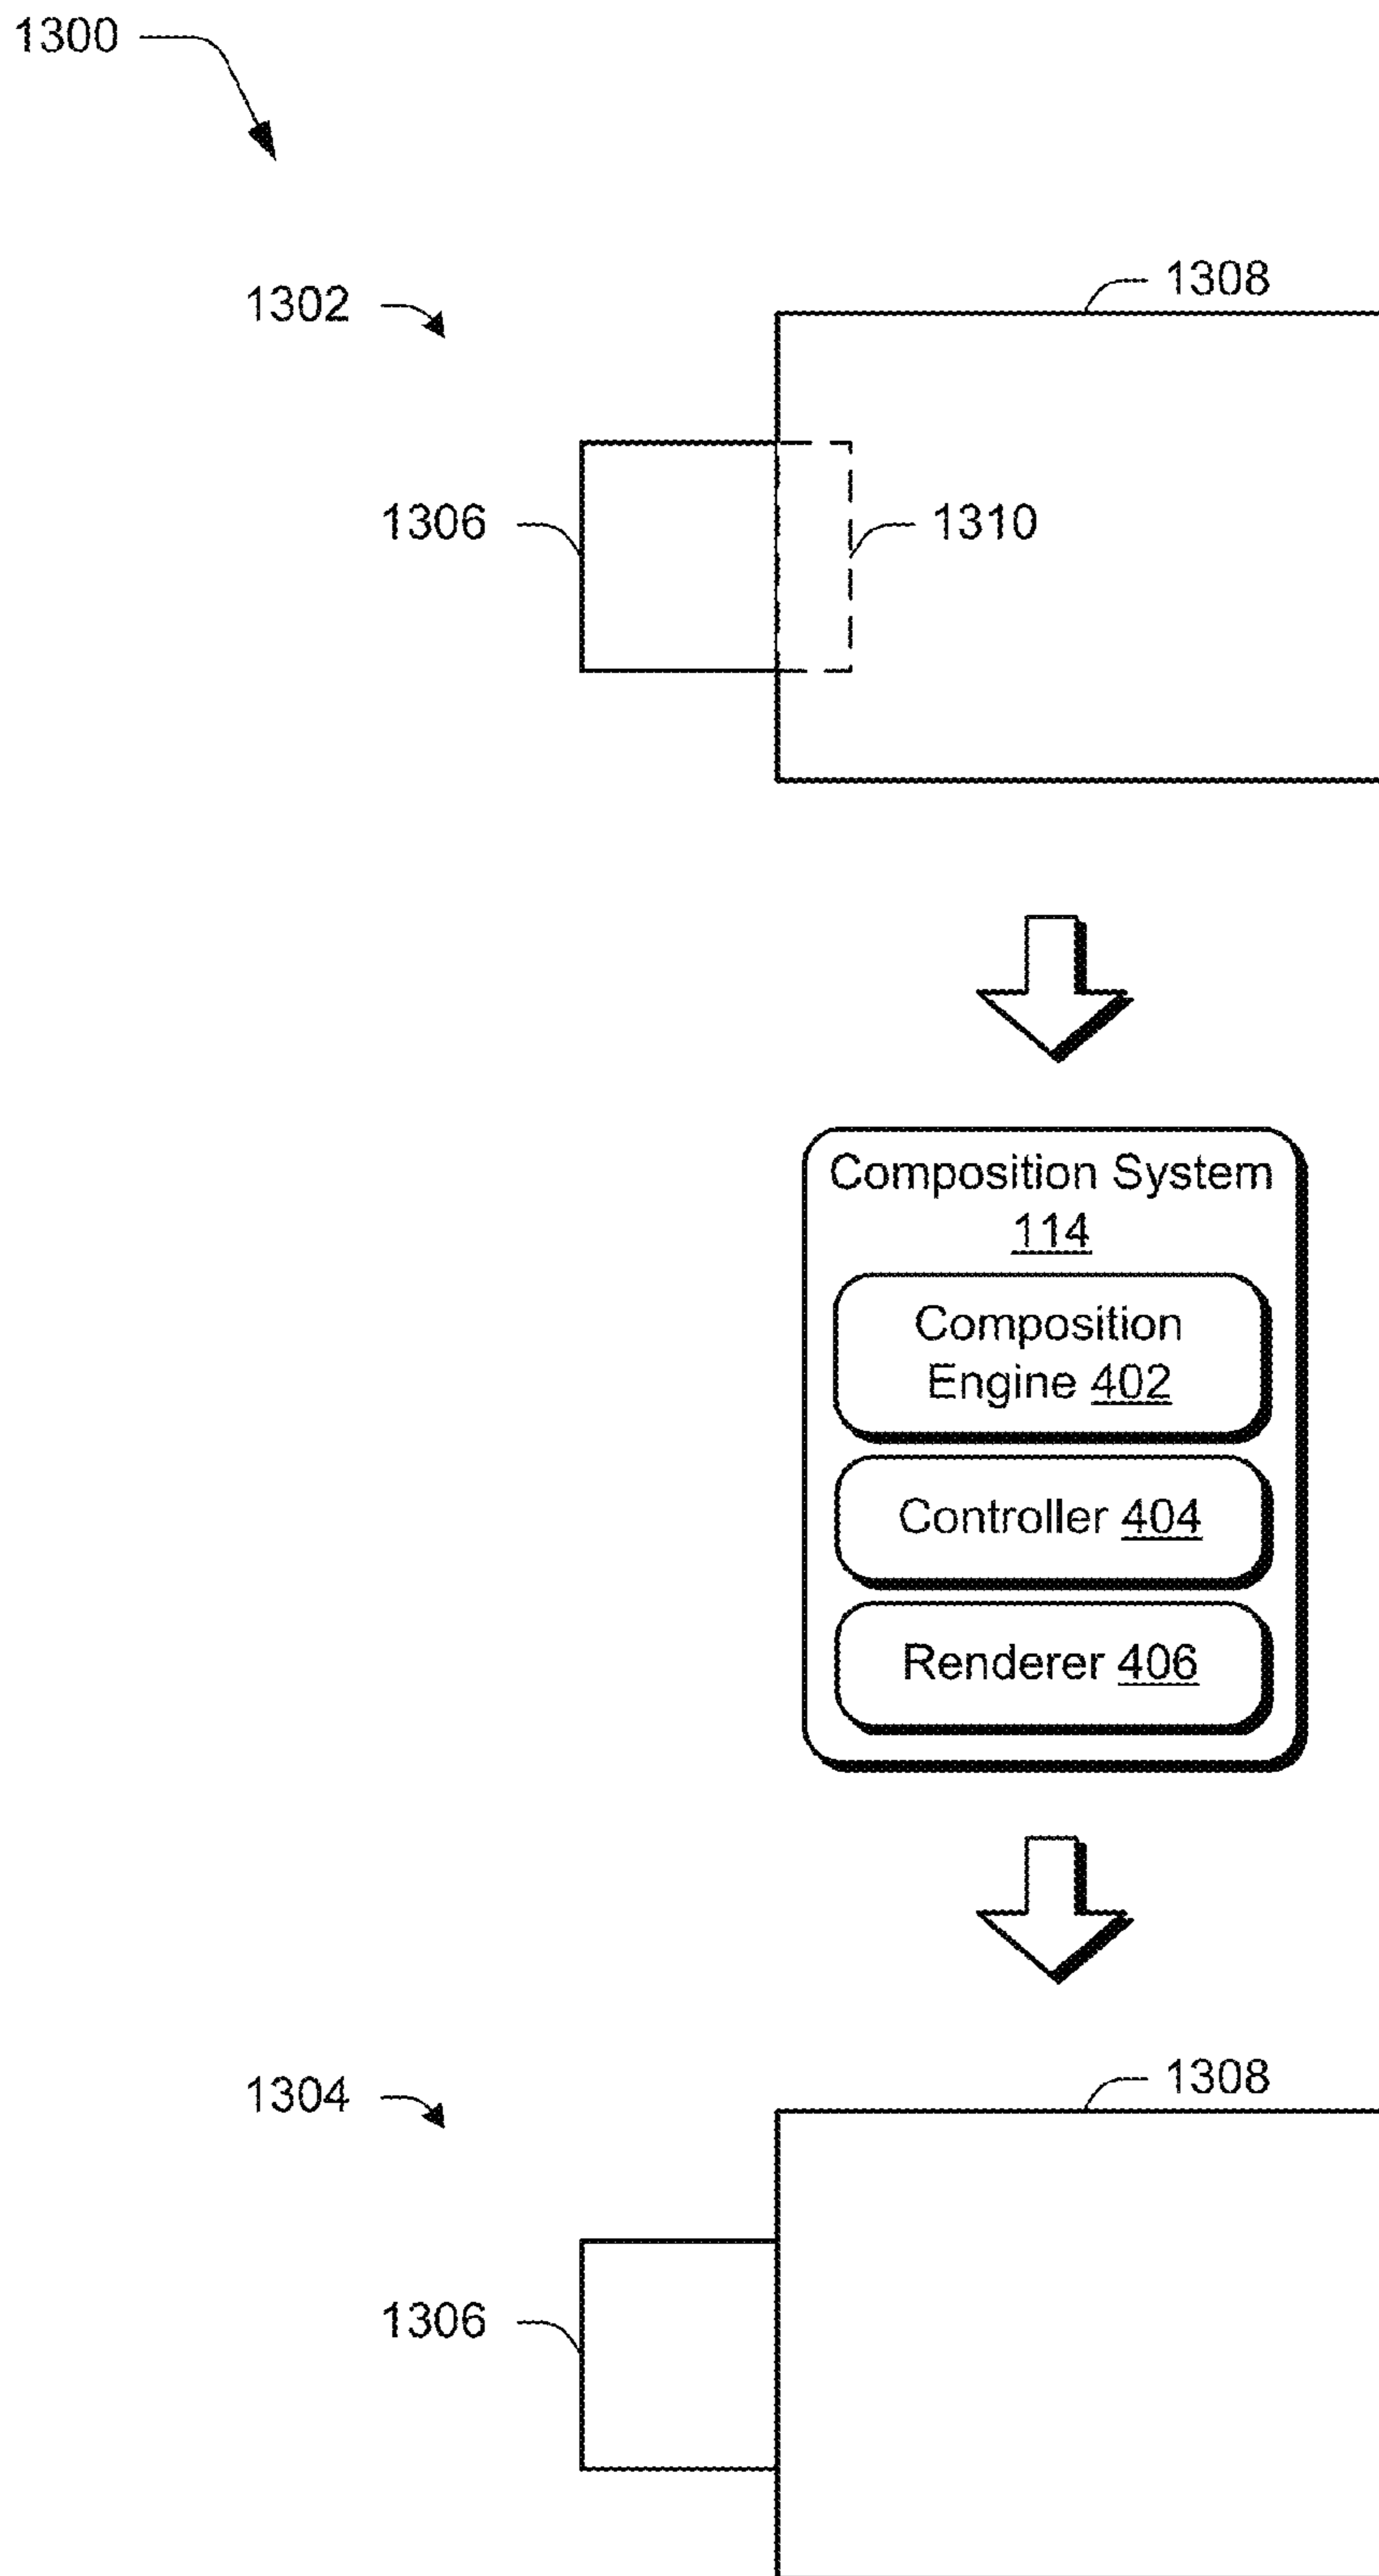 1300
1302
1308
1306
1310
Composition System
114
Composition
Engine 402
Controller 404
Renderer 406
1304
1308
1306